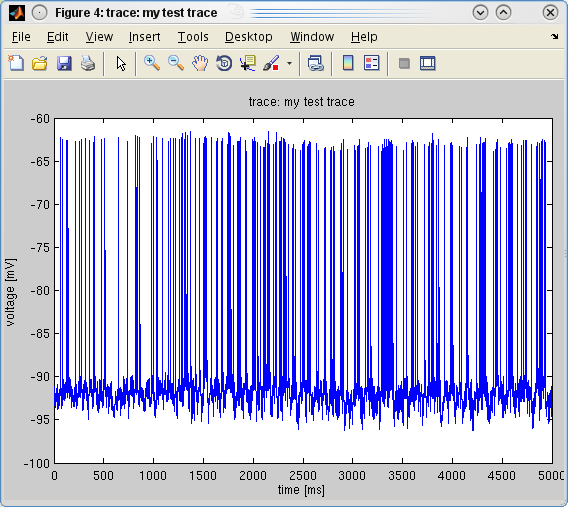 Figure 4: trace: my test trace
File Edit View Insert Tools Desktop Window Help
trace: my test trace
-60
-65
-70
-75
-80
-85
-90
-95
-100
voltage [mV]
0 500 1000 1500 2000 2500 3000 3500 4000 4500 5000
time [ms]